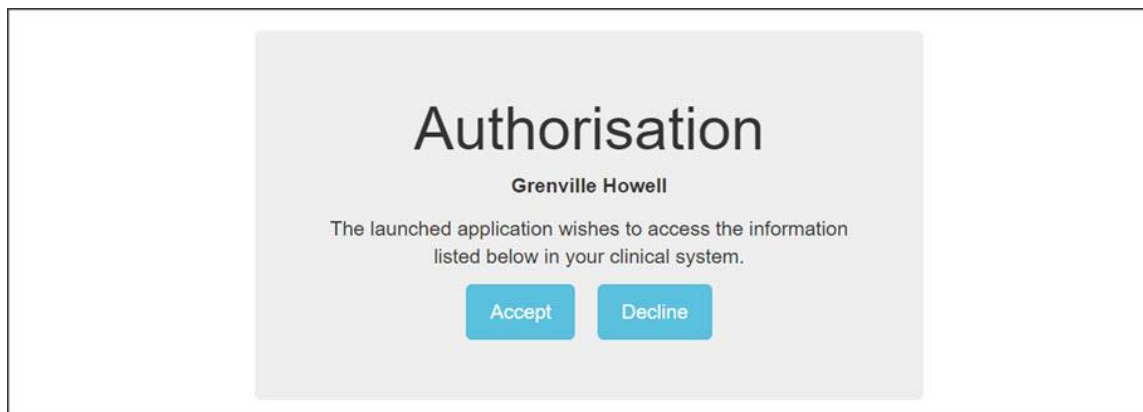 Authorisation
Grenville Howell
The launched application wishes to access the information
listed below in your clinical system.
Accept Decline